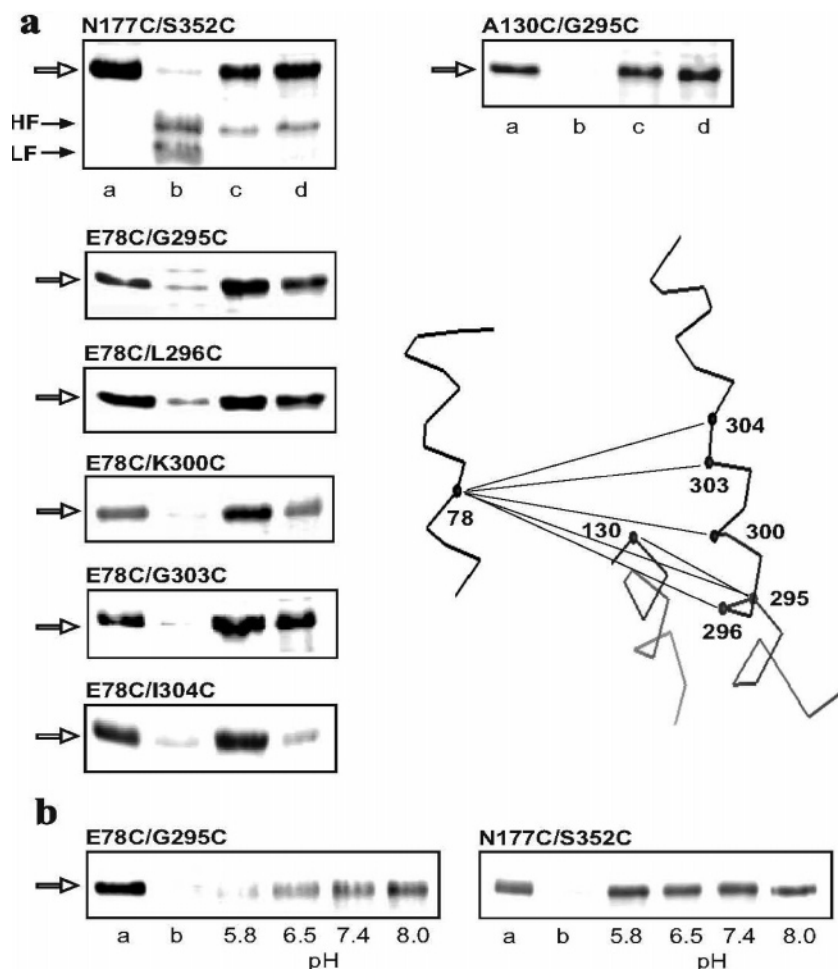 a
N177C/S352C
A130C/G295C
HF
LF
a b c d
a b c d
E78C/G295C
E78C/L296C
E78C/K300C
E78C/G303C
E78C/I304C
304
303
78
130
300
295
296
b
E78C/G295C
N177C/S352C
a b 5.8 6.5 7.4 8.0
pH
a b 5.8 6.5 7.4 8.0
pH